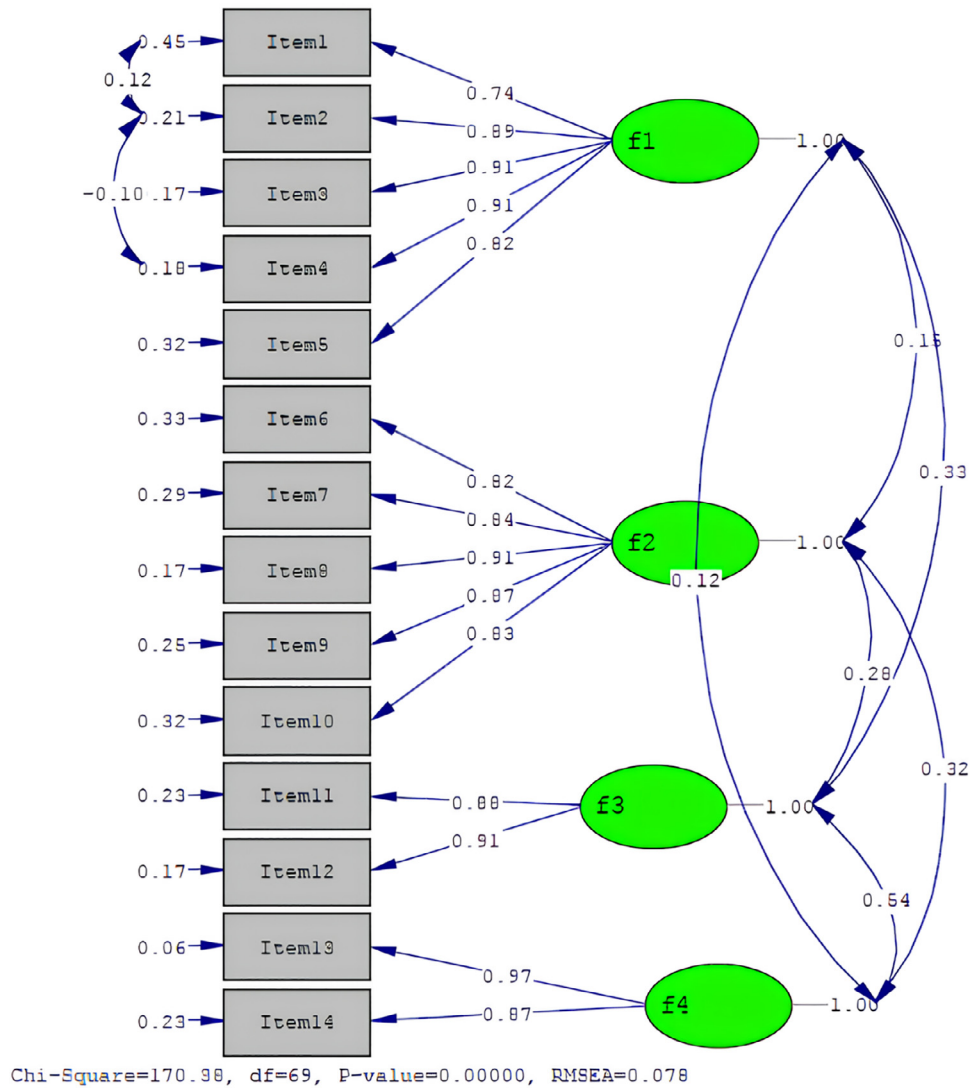 0.45 Item1
0.12
0.74
0.21 Item2
0.89
f1 1.00
-0.10 0.17 Item3
0.91
0.91
0.18 Item4
0.82
0.32 Item5
0.15
0.33 Item6
0.33
0.82
0.29 Item7
0.84
f2 1.00
0.17 Item8
0.91
0.12
0.87
0.25 Item9
0.83
0.28
0.32 Item10
0.32
0.23 Item11
0.88
f3 1.00
0.91
0.17 Item12
0.06 Item13
0.97
f4 1.00
0.87
0.23 Item14
Chi-Square=170.38, df=69, P-value=0.00000, RMSEA=0.078